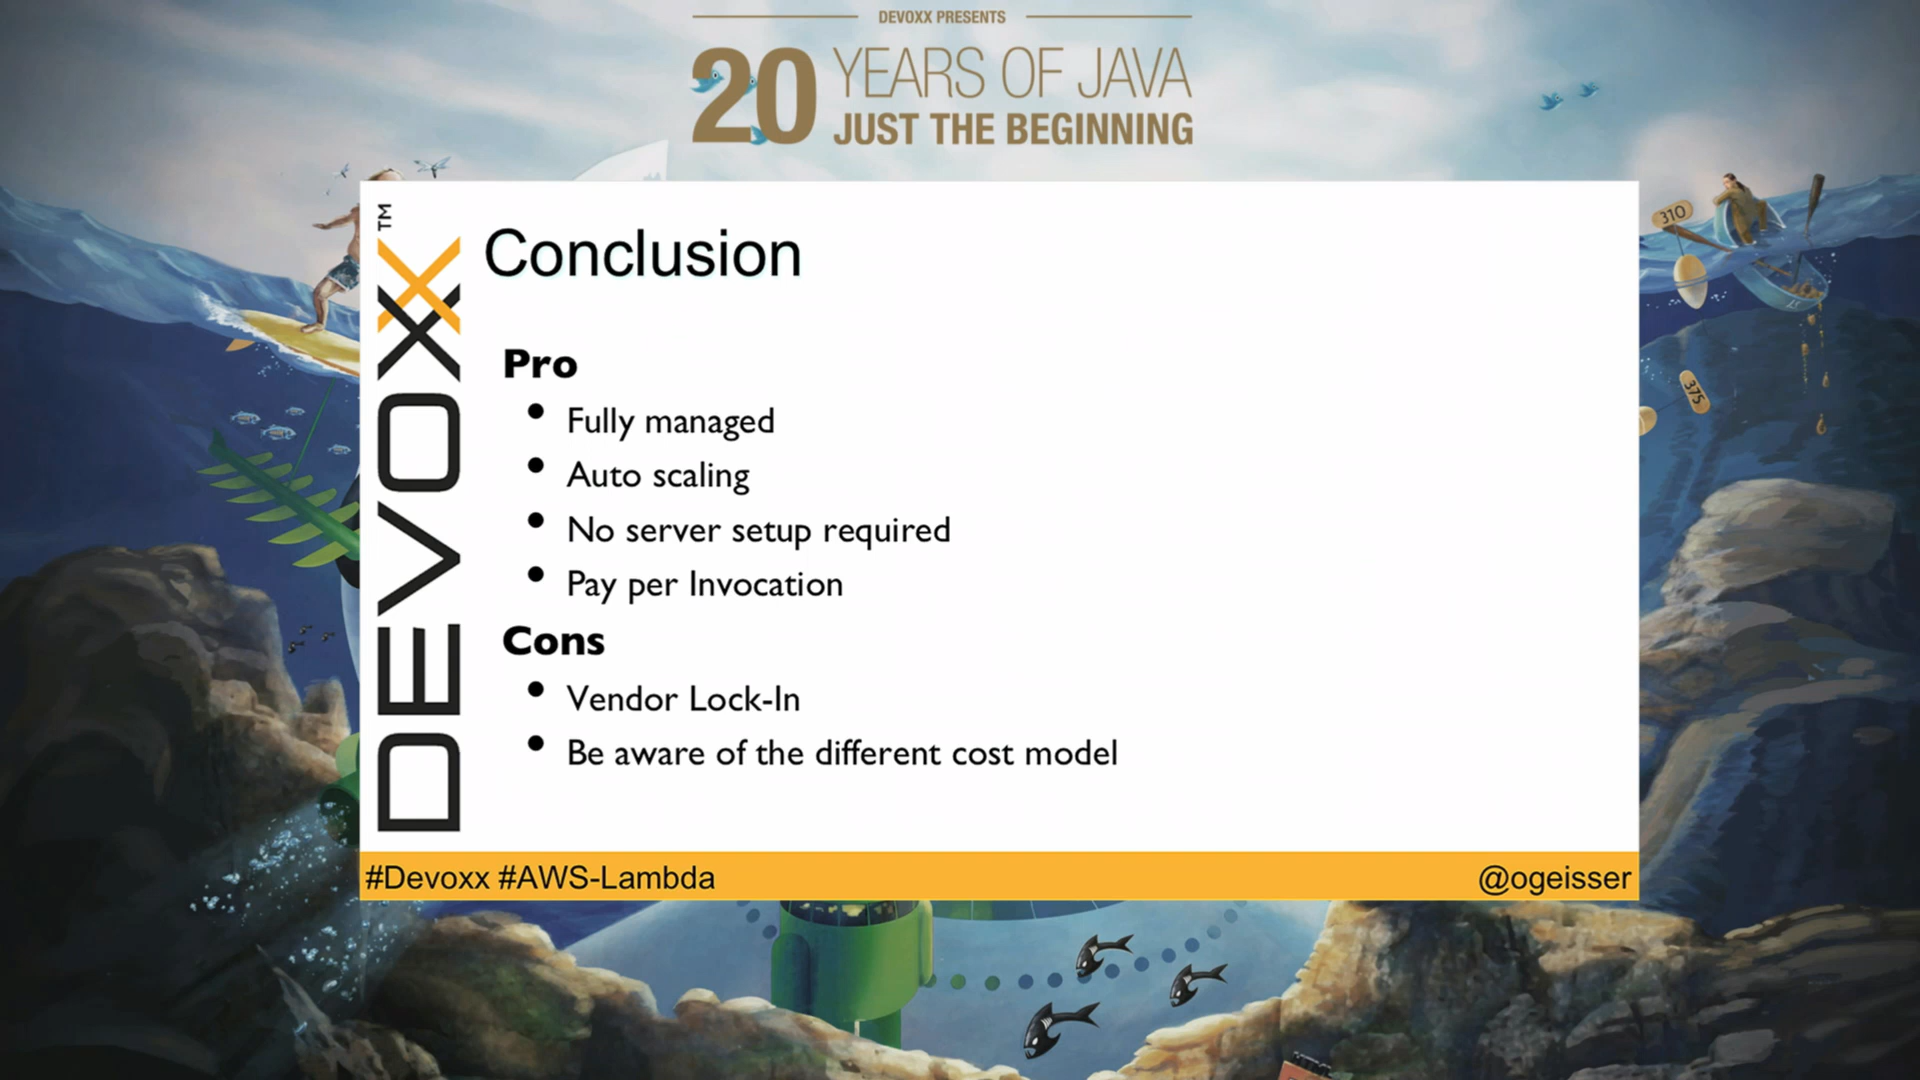 DEVOXX PRESENTS
20 YEARS OF JAVA
JUST THE BEGINNING
DEVOXX™
Conclusion
Pro
• Fully managed
• Auto scaling
• No server setup required
• Pay per Invocation
Cons
• Vendor Lock-In
• Be aware of the different cost model
#Devoxx #AWS-Lambda
@ogeisser
310
375